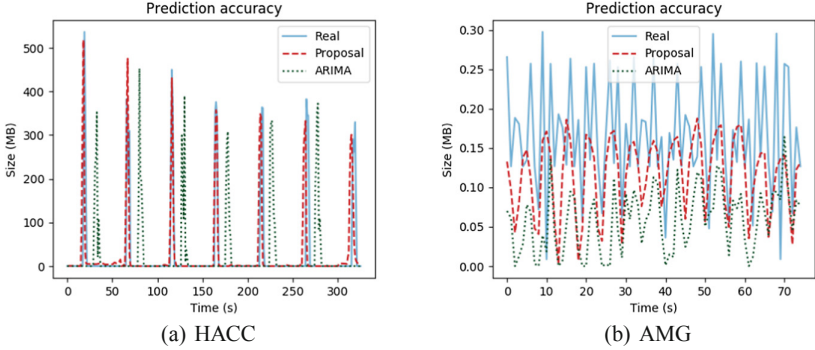 Prediction accuracy
Size (MB)
500
400
300
200
100
0
Real
Proposal
ARIMA
0 50 100 150 200 250 300
Time (s)
(a) HACC
Prediction accuracy
Size (MB)
0.30
0.25
0.20
0.15
0.10
0.05
0.00
Real
Proposal
ARIMA
0 10 20 30 40 50 60 70
Time (s)
(b) AMG